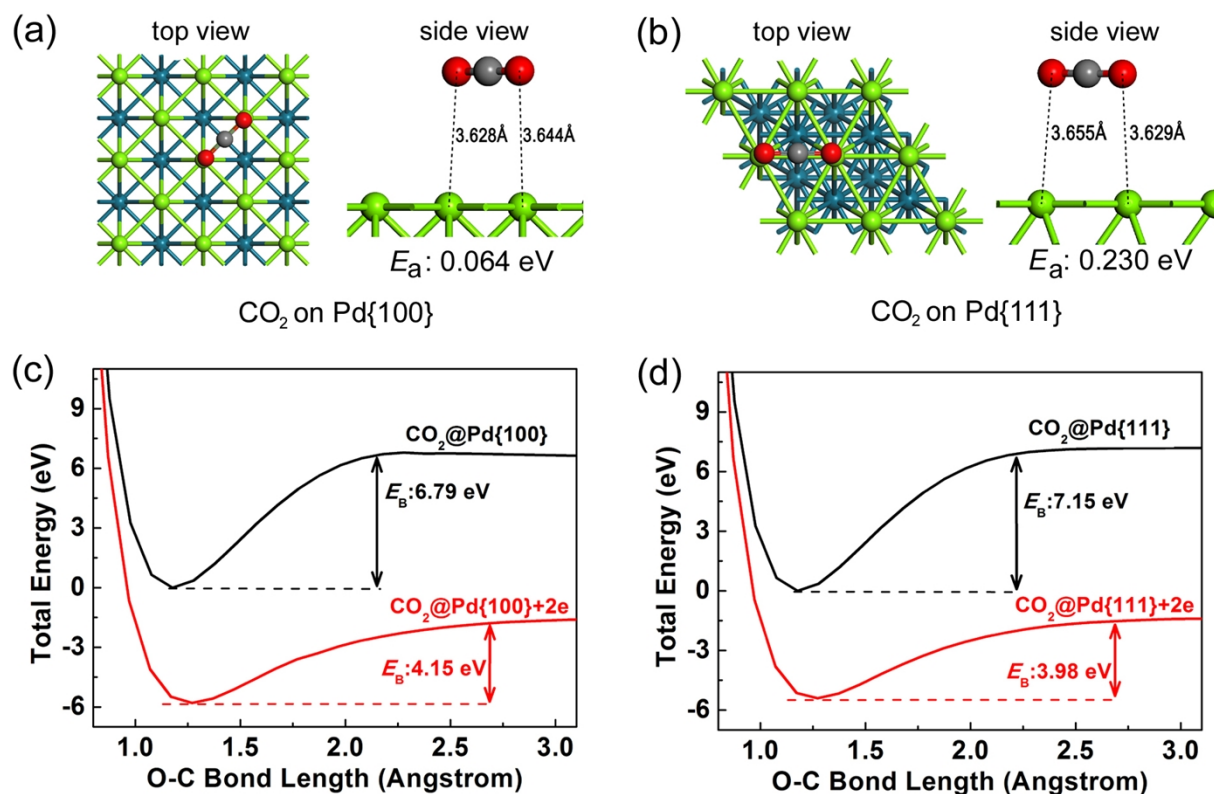 (a)
top view
side view
3.628Å
3.644Å
Eₐ: 0.064 eV
CO₂ on Pd{100}
(b)
top view
side view
3.655Å
3.629Å
Eₐ: 0.230 eV
CO₂ on Pd{111}
(c)
Total Energy (eV)
9
6
3
0
-3
-6
CO₂@Pd{100}
E_B:6.79 eV
CO₂@Pd{100}+2e
E_B:4.15 eV
1.0 1.5 2.0 2.5 3.0
O-C Bond Length (Angstrom)
(d)
Total Energy (eV)
9
6
3
0
-3
-6
CO₂@Pd{111}
E_B:7.15 eV
CO₂@Pd{111}+2e
E_B:3.98 eV
1.0 1.5 2.0 2.5 3.0
O-C Bond Length (Angstrom)